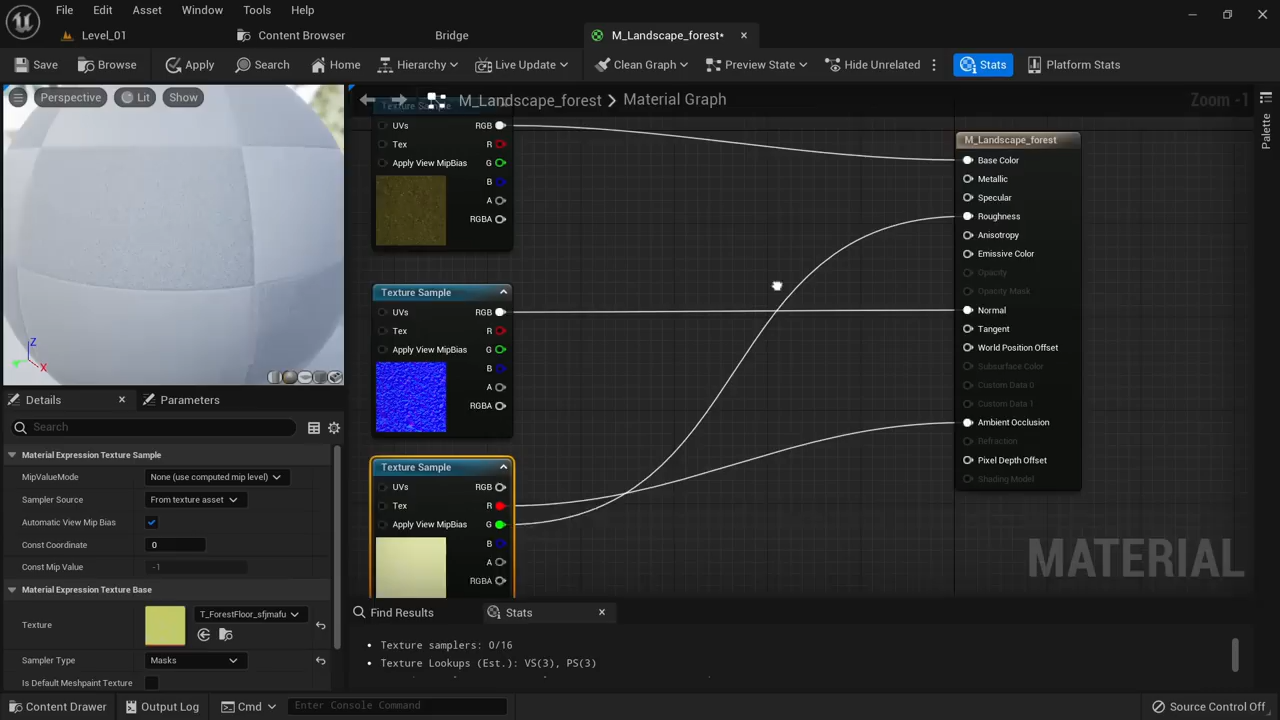 File Edit Asset Window Tools Help
Level_01 Content Browser Bridge M_Landscape_forest*
Save Browse Apply Search Home Hierarchy Live Update Clean Graph Preview State Hide Unrelated Stats Platform Stats
Perspective Lit Show
M_Landscape_forest > Material Graph Zoom -1
Palette
Texture Sample
UVs RGB
Tex R
Apply View MipBias G
B
A
RGBA
Texture Sample
UVs RGB
Tex R
Apply View MipBias G
B
A
RGBA
Texture Sample
UVs RGB
Tex R
Apply View MipBias G
B
A
RGBA
M_Landscape_forest
Base Color
Metallic
Specular
Roughness
Anisotropy
Emissive Color
Opacity
Opacity Mask
Normal
Tangent
World Position Offset
Subsurface Color
Custom Data 0
Custom Data 1
Ambient Occlusion
Refraction
Pixel Depth Offset
Shading Model
MATERIAL
Z
X
Details Parameters
Search
Material Expression Texture Sample
MipValueMode None (use computed mip level)
Sampler Source From texture asset
Automatic View Mip Bias
Const Coordinate 0
Const Mip Value -1
Material Expression Texture Base
Texture T_ForestFloor_sfjmafu
Sampler Type Masks
Is Default Meshpaint Texture
Find Results Stats
• Texture samplers: 0/16
• Texture Lookups (Est.): VS(3), PS(3)
Content Drawer Output Log Cmd Enter Console Command Source Control Off